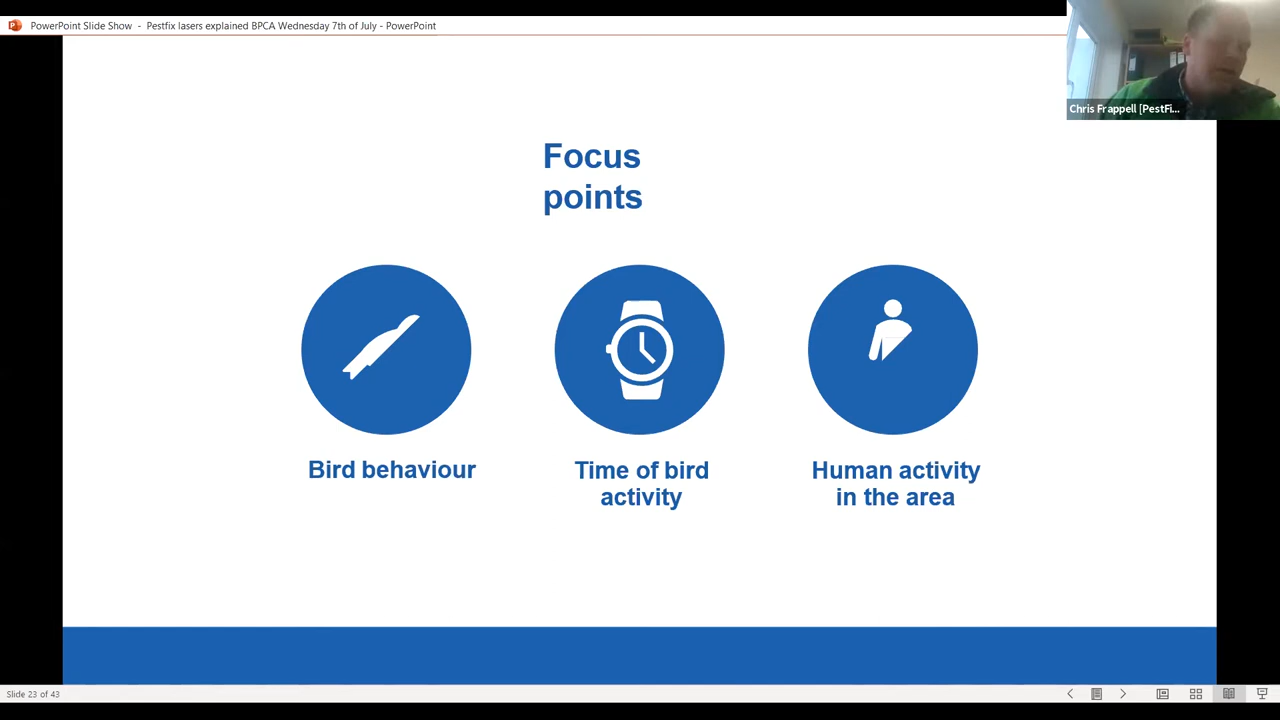 PowerPoint Slide Show - Pestfix lasers explained BPCA Wednesday 7th of July - PowerPoint
Chris Frappell [PestFi...
Focus
points
Bird behaviour
Time of bird
activity
Human activity
in the area
Slide 23 of 43